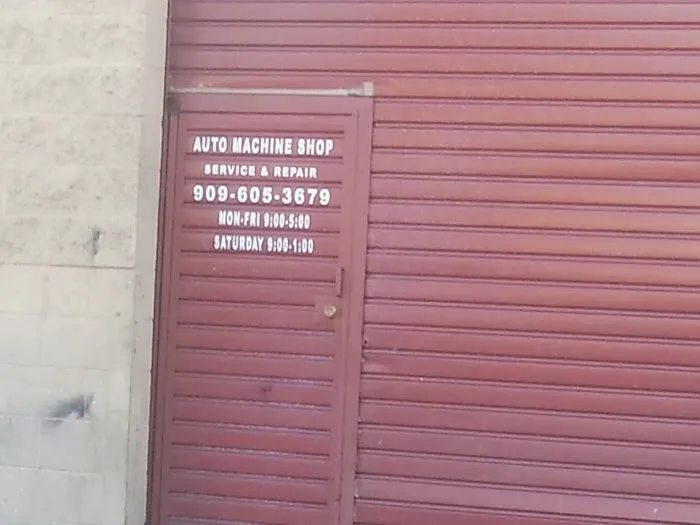 AUTO MACHINE SHOP
SERVICE & REPAIR
909-605-3679
MON-FRI 9:00-5:00
SATURDAY 9:00-1:00